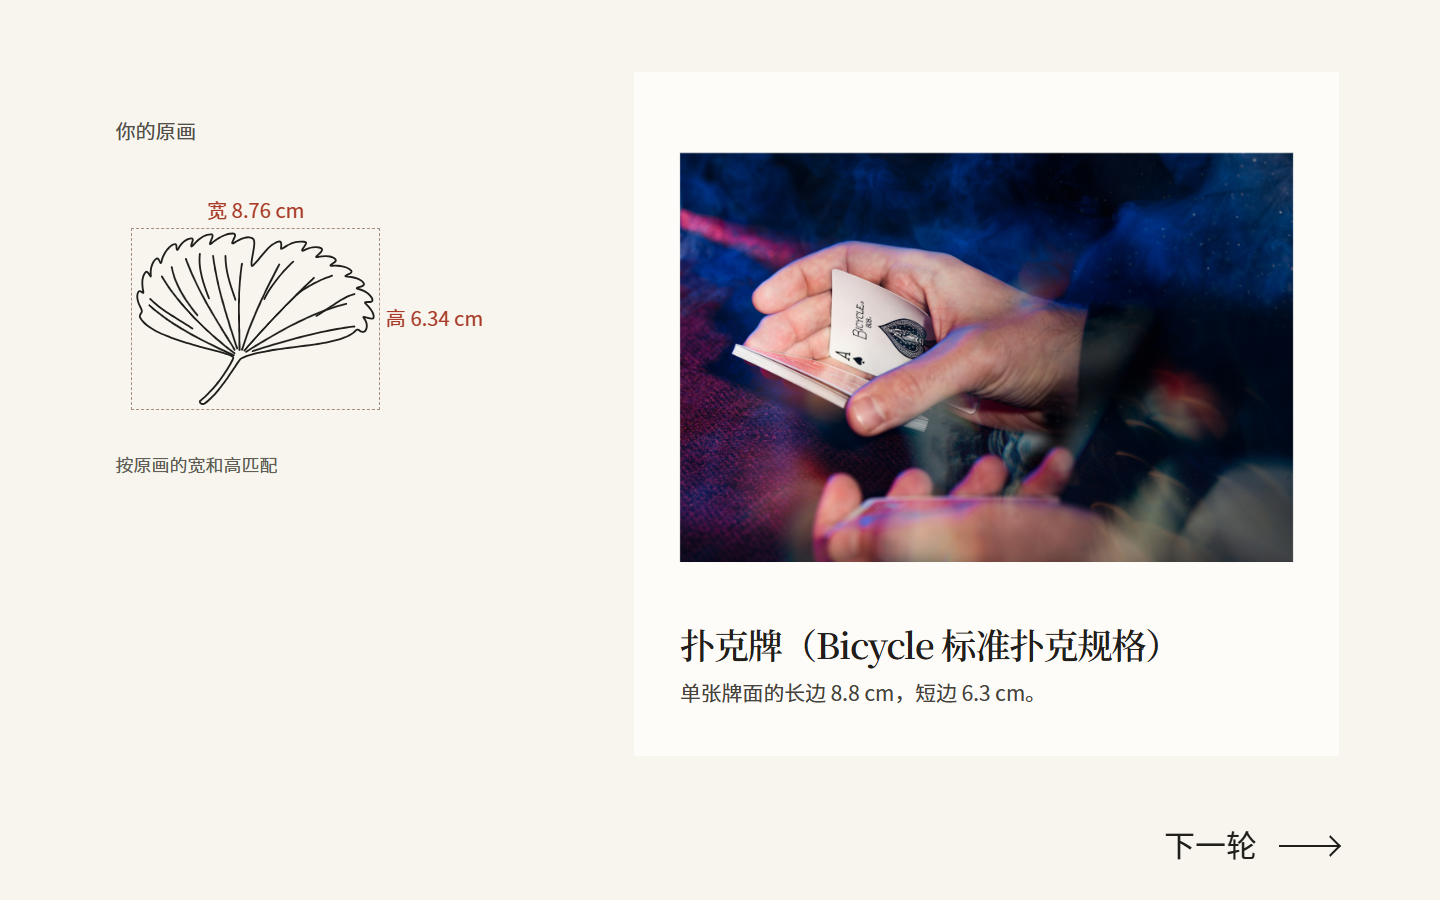 你的原画
宽 8.76 cm
高 6.34 cm
按原画的宽和高匹配
BICYCLE
808
A
扑克牌（Bicycle 标准扑克规格）
单张牌面的长边 8.8 cm，短边 6.3 cm。
下一轮